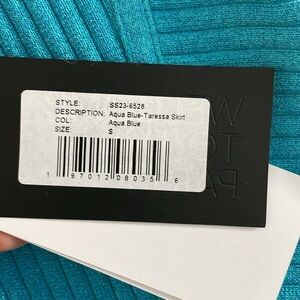 STYLE: SS23-6528
DESCRIPTION: Aqua Blue-Taressa Skirt
COL: Aqua Blue
SIZE: S
1 97012 08035 6